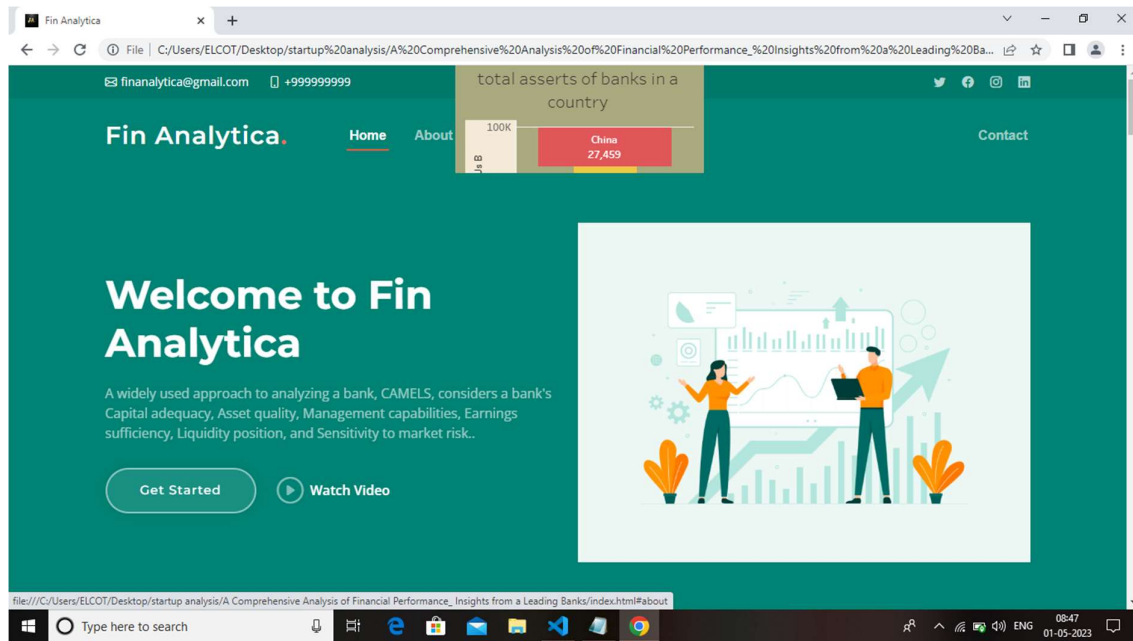 Fin Analytica
File
C:/Users/ELCOT/Desktop/startup%20analysis/A%20Comprehensive%20Analysis%20of%20Financial%20Performance_%20Insights%20from%20a%20Leading%20Ba...
finanalytica@gmail.com
+999999999
total asserts of banks in a
country
100K
Us B
China
27,459
Fin Analytica.
Home
About
Contact
Welcome to Fin
Analytica
A widely used approach to analyzing a bank, CAMELS, considers a bank's
Capital adequacy, Asset quality, Management capabilities, Earnings
sufficiency, Liquidity position, and Sensitivity to market risk..
Get Started
Watch Video
file:///C:/Users/ELCOT/Desktop/startup analysis/A Comprehensive Analysis of Financial Performance_ Insights from a Leading Banks/index.html#about
Type here to search
ENG
08:47
01-05-2023